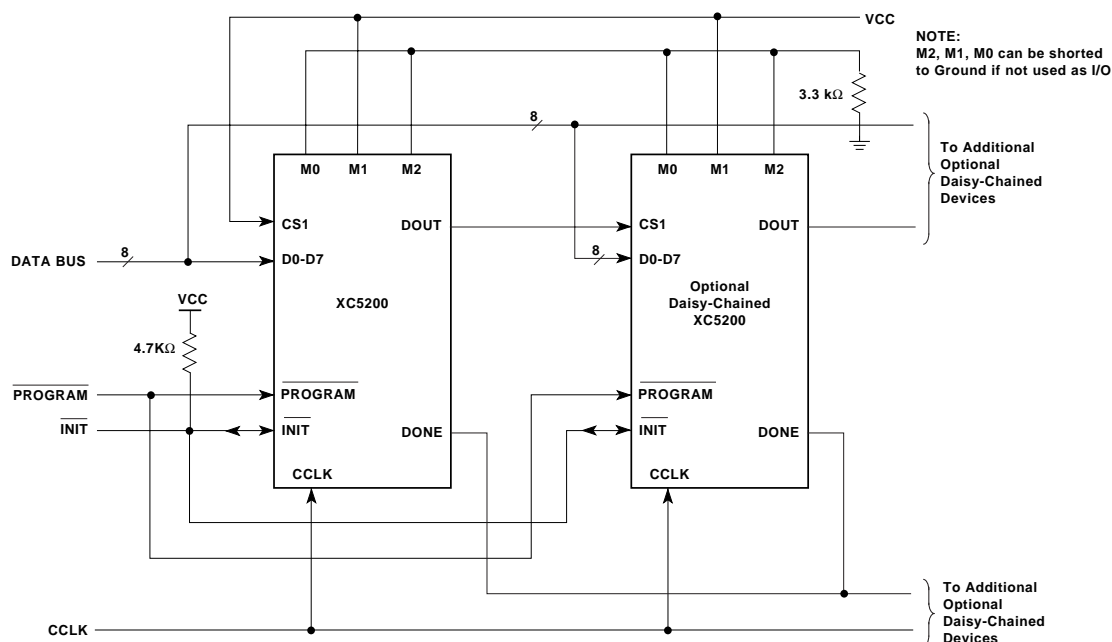 VCC
NOTE:
M2, M1, M0 can be shorted
to Ground if not used as I/O
3.3 kΩ
8
To Additional
Optional
Daisy-Chained
Devices
M0 M1 M2
M0 M1 M2
CS1
DOUT
CS1
DOUT
DATA BUS
8
D0-D7
8
D0-D7
VCC
XC5200
Optional
Daisy-Chained
XC5200
4.7KΩ
PROGRAM
PROGRAM
PROGRAM
INIT
INIT
DONE
INIT
DONE
CCLK
CCLK
To Additional
Optional
Daisy-Chained
Devices
CCLK